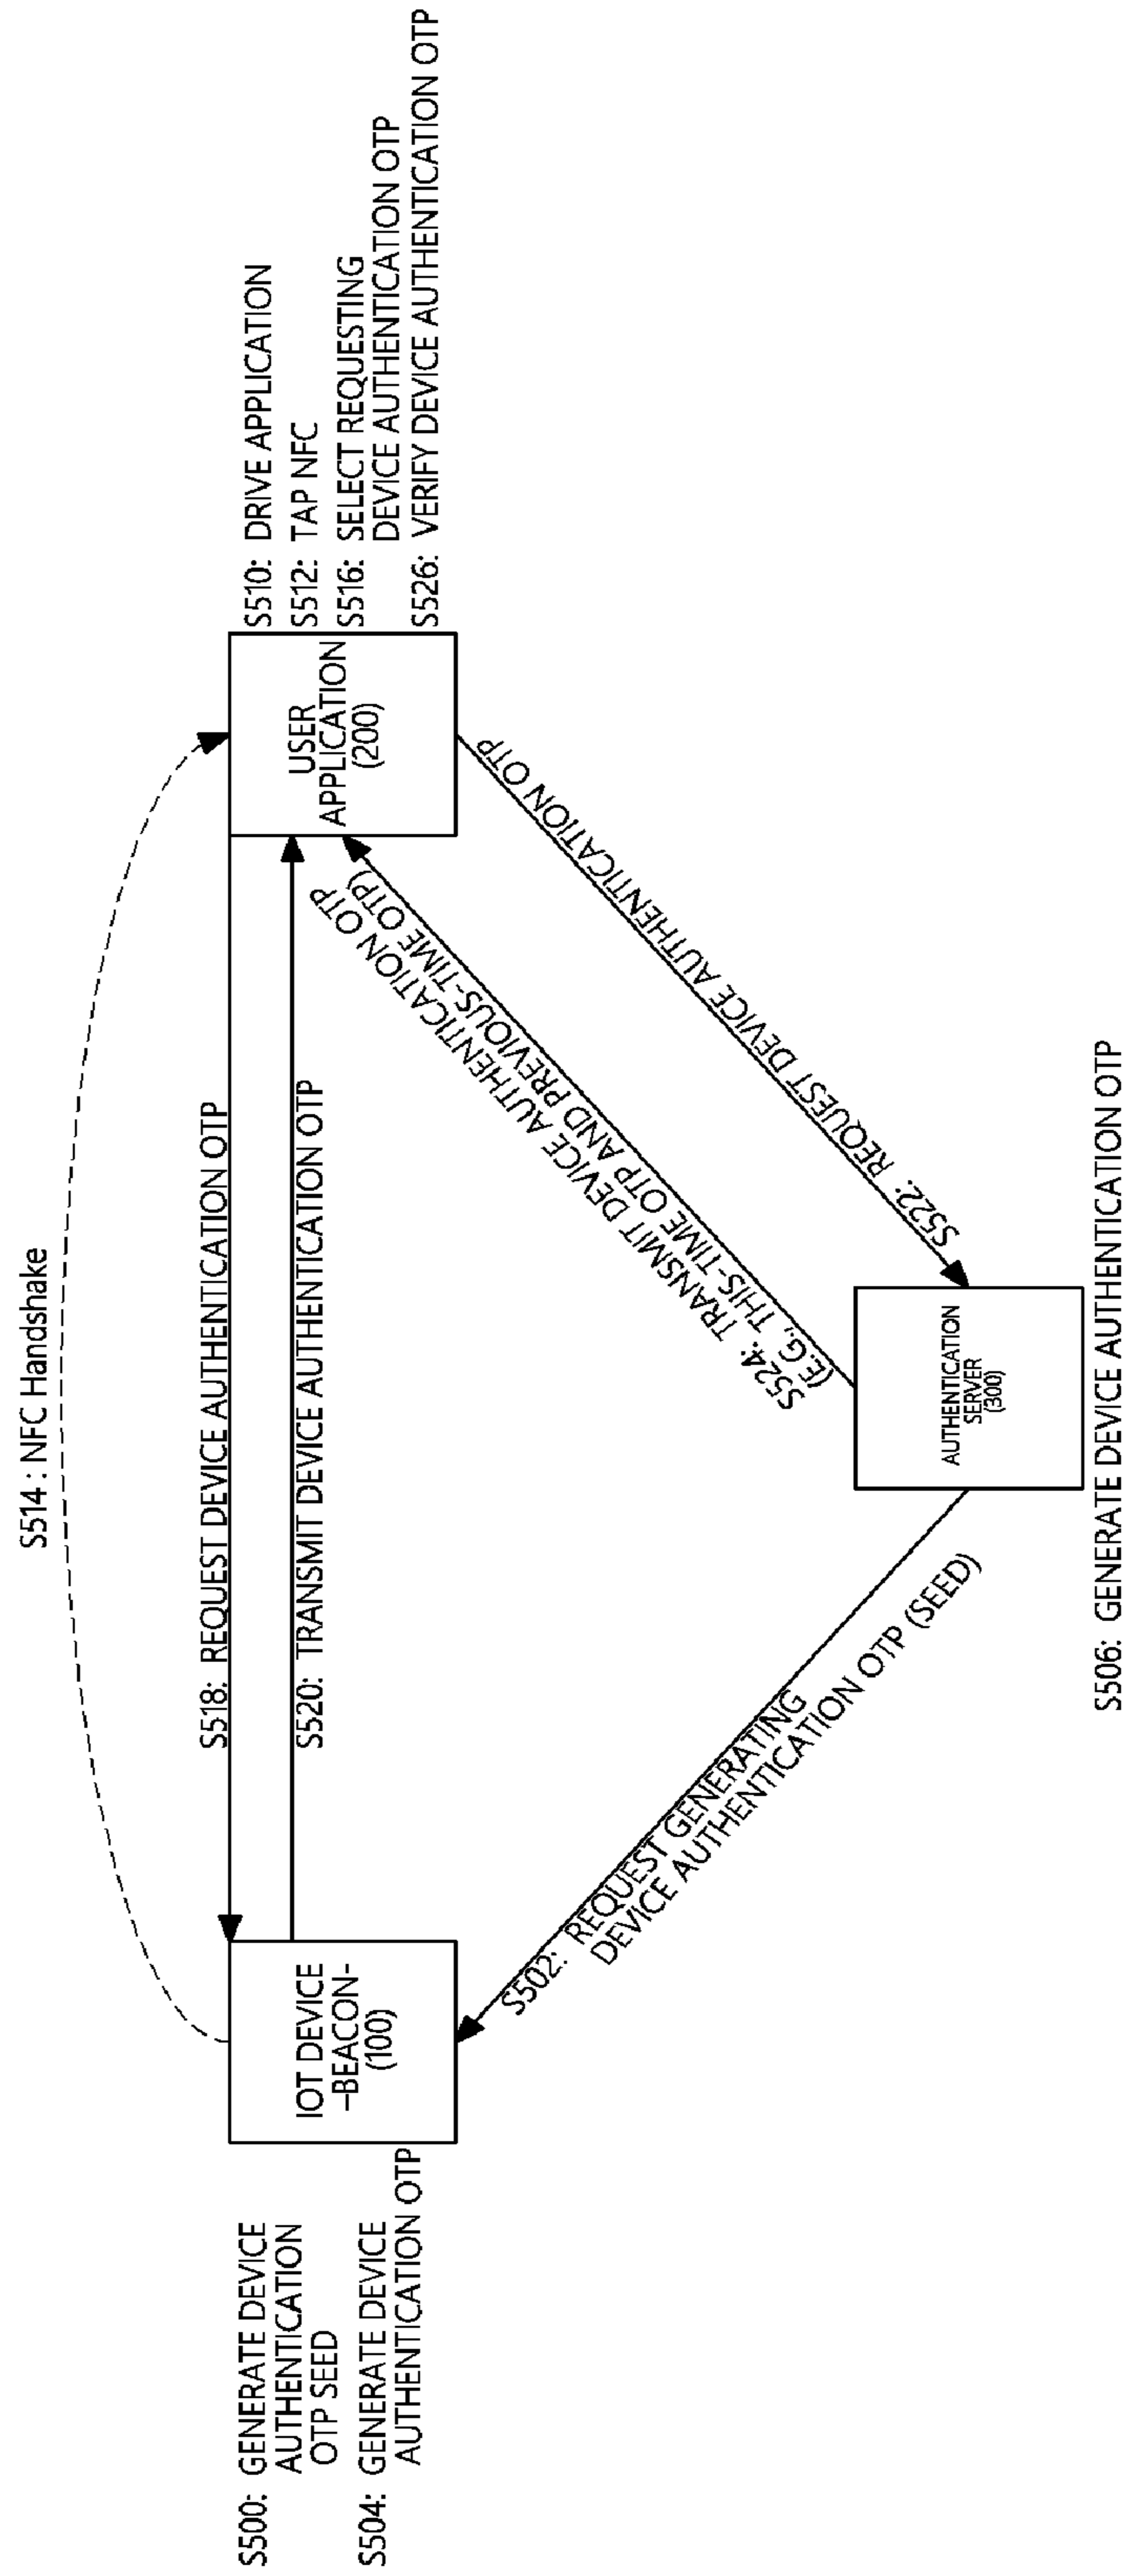 S514 : NFC Handshake
S500: GENERATE DEVICE
AUTHENTICATION
OTP SEED
S504: GENERATE DEVICE
AUTHENTICATION OTP
IOT DEVICE
–BEACON-
(100)
S518: REQUEST DEVICE AUTHENTICATION OTP
S520: TRANSMIT DEVICE AUTHENTICATION OTP
USER
APPLICATION
(200)
S510: DRIVE APPLICATION
S512: TAP NFC
S516: SELECT REQUESTING
DEVICE AUTHENTICATION OTP
S526: VERIFY DEVICE AUTHENTICATION OTP
S502: REQUEST GENERATING
DEVICE AUTHENTICATION OTP (SEED)
S524: TRANSMIT DEVICE AUTHENTICATION OTP
(E.G., THIS-TIME OTP AND PREVIOUS-TIME OTP)
S522: REQUEST DEVICE AUTHENTICATION OTP
AUTHENTICATION
SERVER
(300)
S506: GENERATE DEVICE AUTHENTICATION OTP